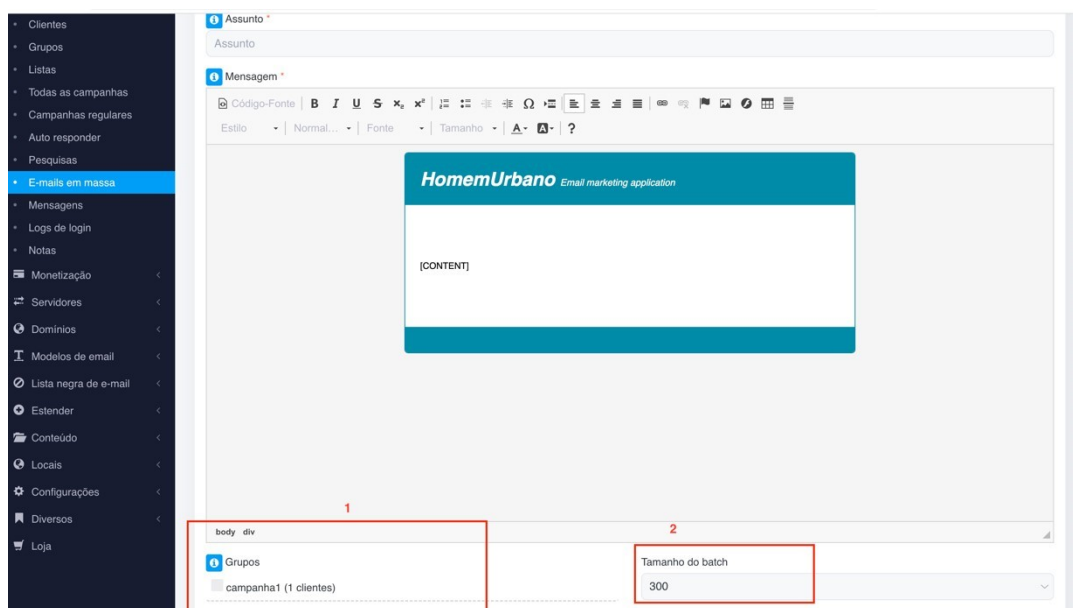 Clientes
Grupos
Listas
Todas as campanhas
Campanhas regulares
Auto responder
Pesquisas
E-mails em massa
Mensagens
Logs de login
Notas
Monetização
Servidores
Domínios
Modelos de email
Lista negra de e-mail
Estender
Conteúdo
Locais
Configurações
Diversos
Loja
Assunto *
Assunto
Mensagem *
Código-Fonte B I U S x₂ x² Ω
Estilo Normal... Fonte Tamanho A A ?
HomemUrbano Email marketing application
[CONTENT]
1
body div
2
Grupos
campanha1 (1 clientes)
Tamanho do batch
300